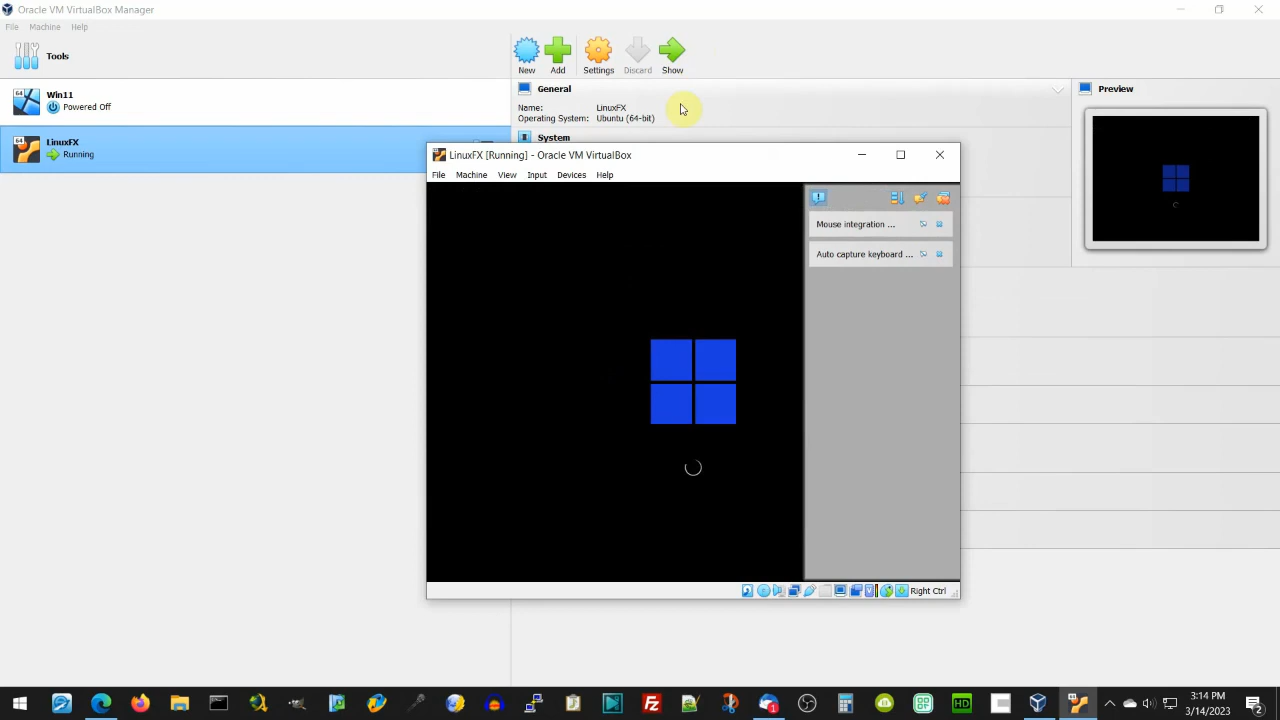 Oracle VM VirtualBox Manager
File Machine Help
Tools
New Add Settings Discard Show
Win11
Powered Off
LinuxFX
Running
General
Name: LinuxFX
Operating System: Ubuntu (64-bit)
System
Preview
LinuxFX [Running] - Oracle VM VirtualBox
File Machine View Input Devices Help
Mouse integration ...
Auto capture keyboard ...
Right Ctrl
3:14 PM
3/14/2023